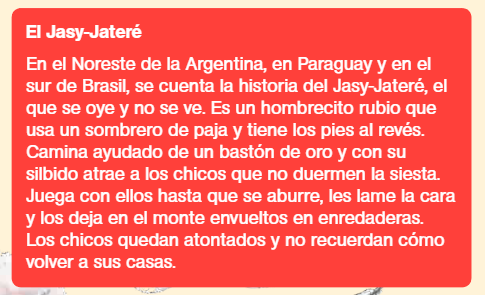 El Jasy-Jateré
En el Noreste de la Argentina, en Paraguay y en el
sur de Brasil, se cuenta la historia del Jasy-Jateré, el
que se oye y no se ve. Es un hombrecito rubio que
usa un sombrero de paja y tiene los pies al revés.
Camina ayudado de un bastón de oro y con su
silbido atrae a los chicos que no duermen la siesta.
Juega con ellos hasta que se aburre, les lame la cara
y los deja en el monte envueltos en enredaderas.
Los chicos quedan atontados y no recuerdan cómo
volver a sus casas.